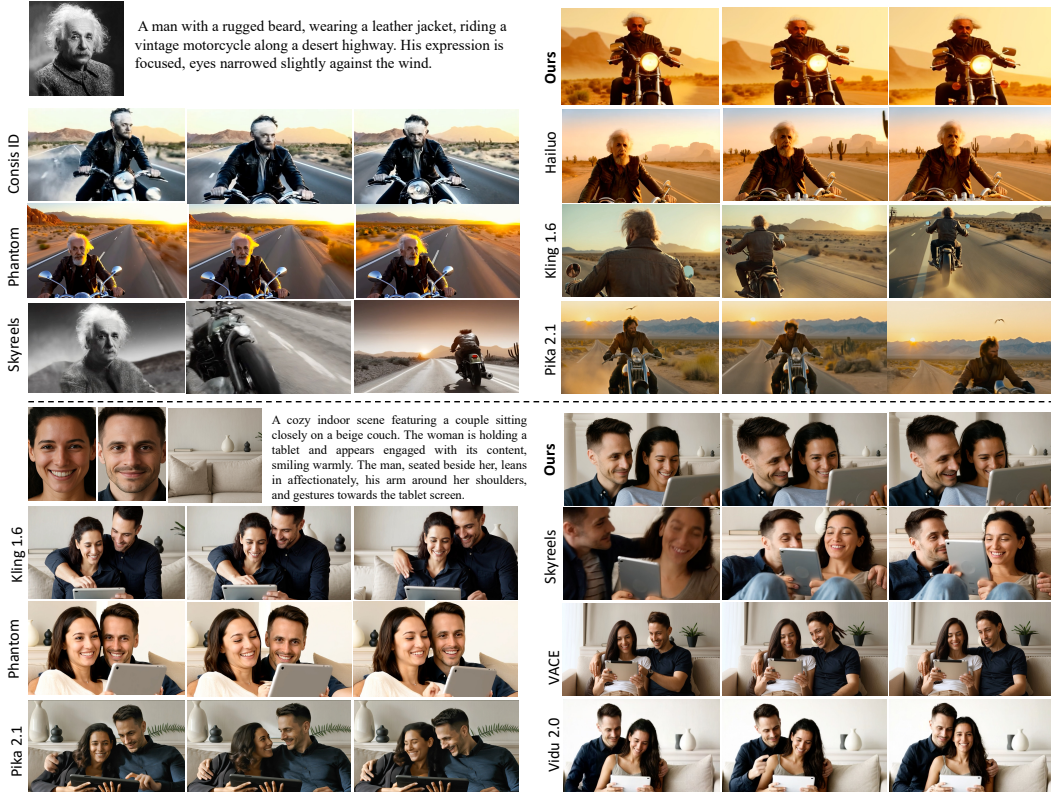 A man with a rugged beard, wearing a leather jacket, riding a
vintage motorcycle along a desert highway. His expression is
focused, eyes narrowed slightly against the wind.
Consis ID
Phantom
Skyreels
Ours
Hailuo
Kling 1.6
PiKa 2.1
A cozy indoor scene featuring a couple sitting
closely on a beige couch. The woman is holding a
tablet and appears engaged with its content,
smiling warmly. The man, seated beside her, leans
in affectionately, his arm around her shoulders,
and gestures towards the tablet screen.
Kling 1.6
Phantom
Pika 2.1
Ours
Skyreels
VACE
Vidu 2.0